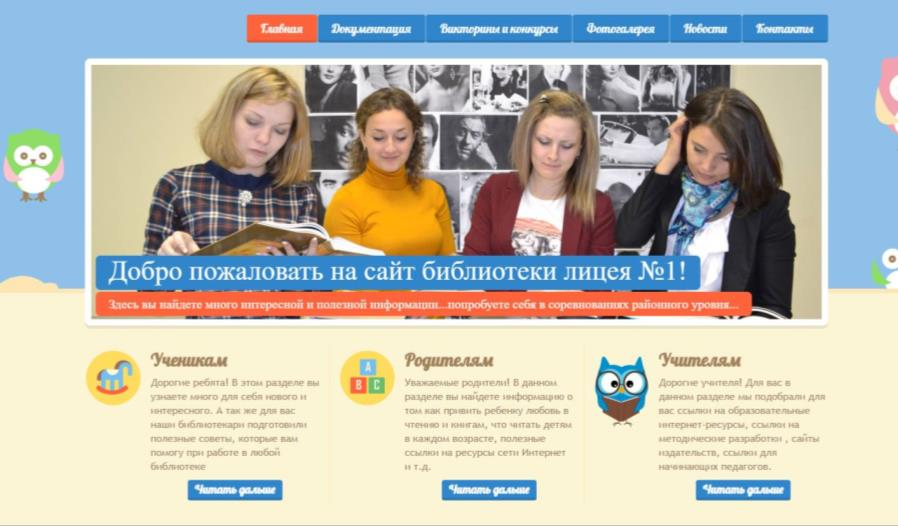 Главная
Документация
Викторины и конкурсы
Фотогалерея
Новости
Контакты
Добро пожаловать на сайт библиотеки лицея №1!
Здесь вы найдете много интересной и полезной информации...попробуете себя в соревнованиях районного уровня...
Ученикам
Дорогие ребята! В этом разделе вы
узнаете много для себя нового и
интересного. А так же для вас
наши библиотекари подготовили
полезные советы, которые вам
помогу при работе в любой
библиотеке
Читать дальше
A
B C
Родителям
Уважаемые родители! В данном
разделе вы найдете информацию о
том как привить ребенку любовь в
чтению и книгам, что читать детям
в каждом возрасте, полезные
ссылки на ресурсы сети Интернет
и т.д.
Читать дальше
Учителям
Дорогие учителя! Для вас в
данном разделе мы подобрали для
вас ссылки на образовательные
интернет-ресурсы, ссылки на
методические разработки , сайты
издательств, ссылки для
начинающих педагогов.
Читать дальше